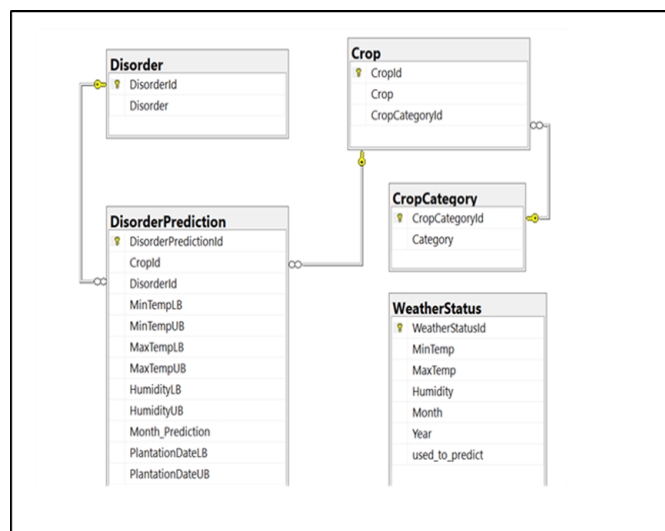 Disorder
DisorderId
Disorder
Crop
CropId
Crop
CropCategoryId
CropCategory
CropCategoryId
Category
DisorderPrediction
DisorderPredictionId
CropId
DisorderId
MinTempLB
MinTempUB
MaxTempLB
MaxTempUB
HumidityLB
HumidityUB
Month_Prediction
PlantationDateLB
PlantationDateUB
WeatherStatus
WeatherStatusId
MinTemp
MaxTemp
Humidity
Month
Year
used_to_predict